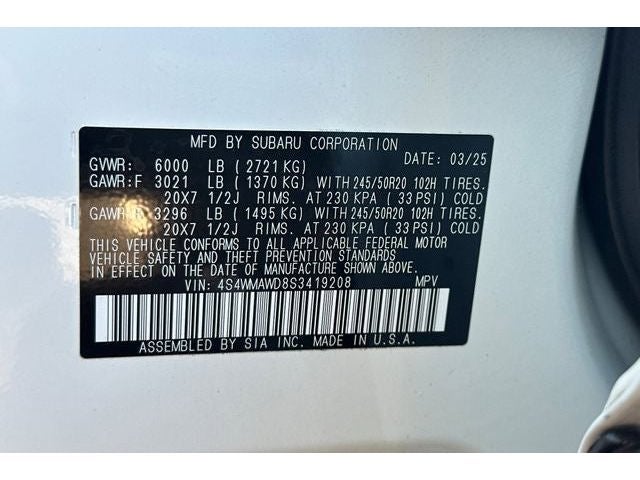 MFD BY SUBARU CORPORATION
GVWR: 6000 LB ( 2721 KG) DATE: 03/25
GAWR:F 3021 LB ( 1370 KG) WITH 245/50R20 102H TIRES.
20X7 1/2J RIMS. AT 230 KPA ( 33 PSI) COLD
GAWR:R 3296 LB ( 1495 KG) WITH 245/50R20 102H TIRES.
20X7 1/2J RIMS. AT 230 KPA ( 33 PSI) COLD
THIS VEHICLE CONFORMS TO ALL APPLICABLE FEDERAL MOTOR
VEHICLE SAFETY AND THEFT PREVENTION STANDARDS
IN EFFECT ON THE DATE OF MANUFACTURE SHOWN ABOVE.
VIN: 4S4WMAWD8S3419208 MPV
ASSEMBLED BY SIA INC. MADE IN U.S.A.